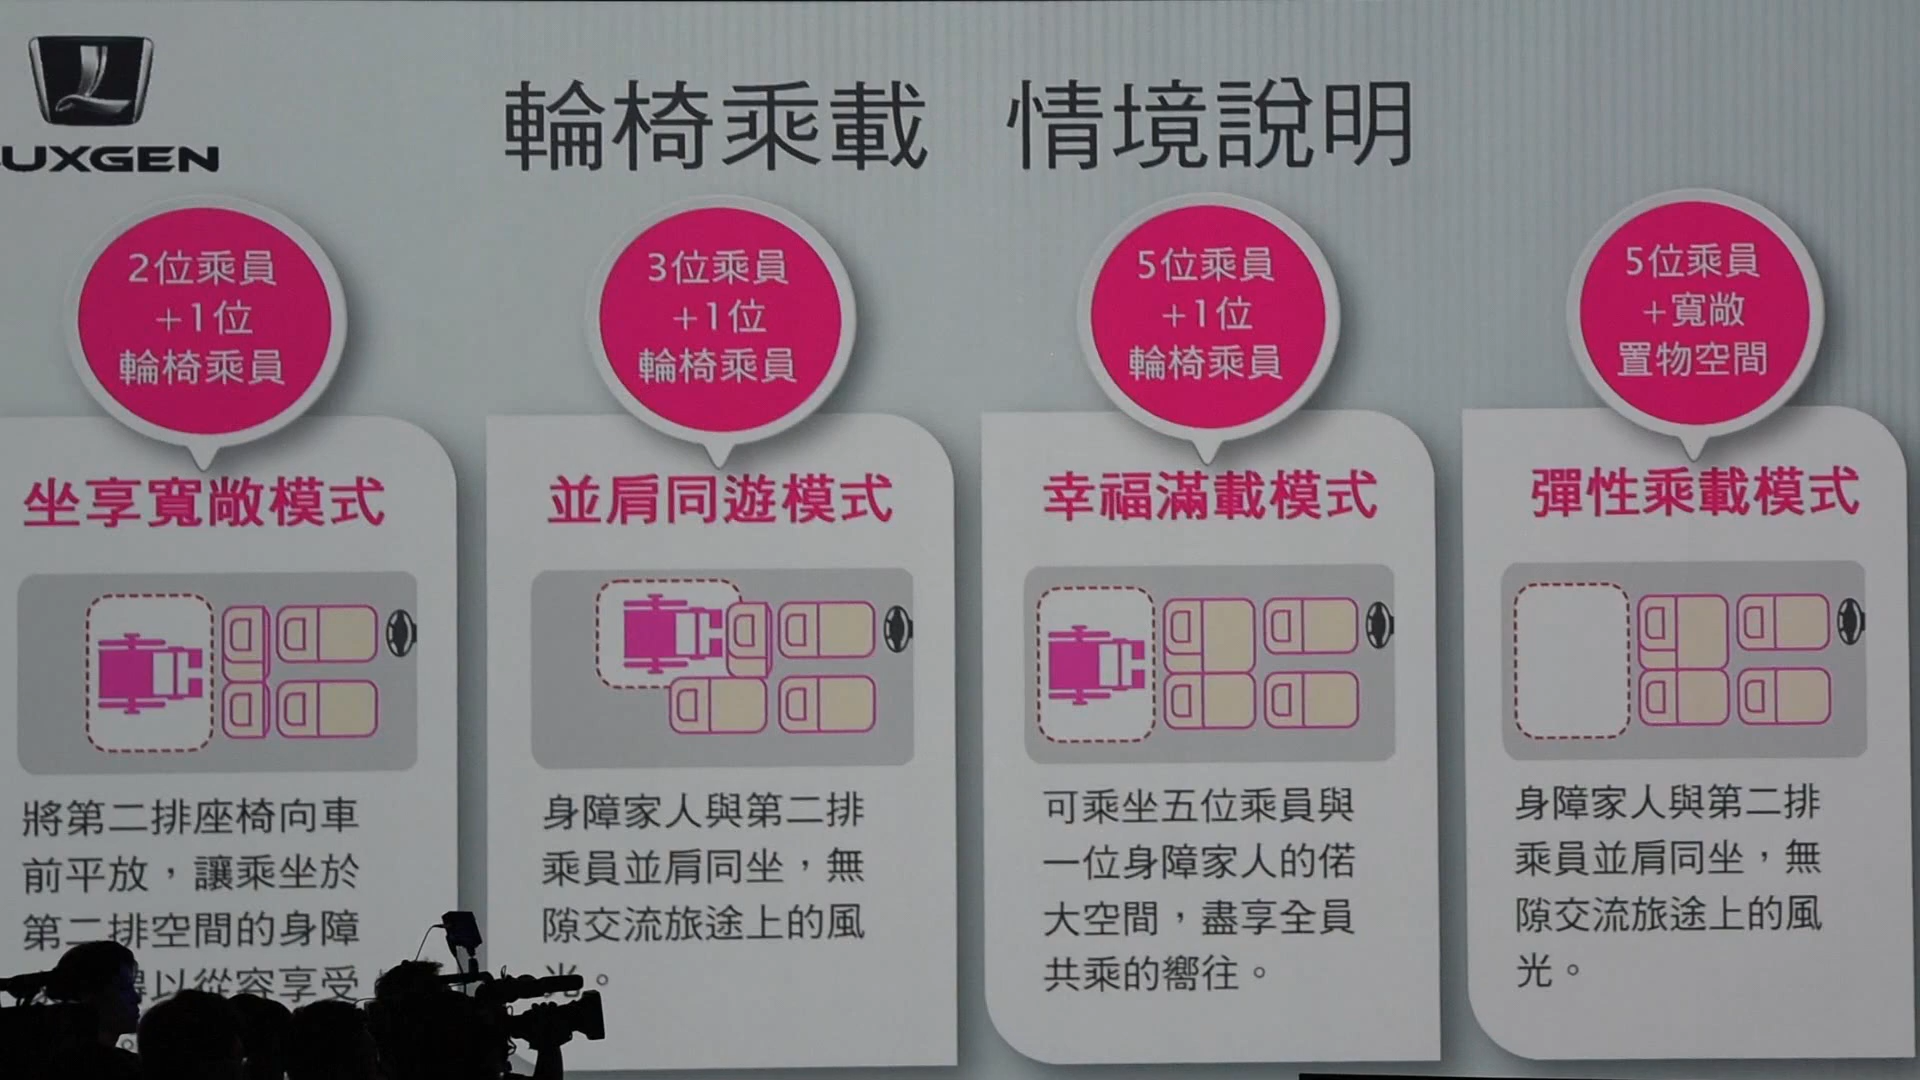 UXGEN
輪椅乘載 情境說明
2位乘員
+1位
輪椅乘員
坐享寬敞模式
將第二排座椅向車
前平放，讓乘坐於
第二排空間的身障
得以從容享受
3位乘員
+1位
輪椅乘員
並肩同遊模式
身障家人與第二排
乘員並肩同坐，無
隙交流旅途上的風
光。
5位乘員
+1位
輪椅乘員
幸福滿載模式
可乘坐五位乘員與
一位身障家人的偌
大空間，盡享全員
共乘的嚮往。
5位乘員
+寬敞
置物空間
彈性乘載模式
身障家人與第二排
乘員並肩同坐，無
隙交流旅途上的風
光。